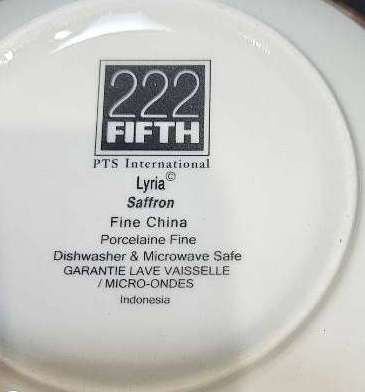 222
FIFTH
PTS International
Lyria©
Saffron
Fine China
Porcelaine Fine
Dishwasher & Microwave Safe
GARANTIE LAVE VAISSELLE
/ MICRO-ONDES
Indonesia